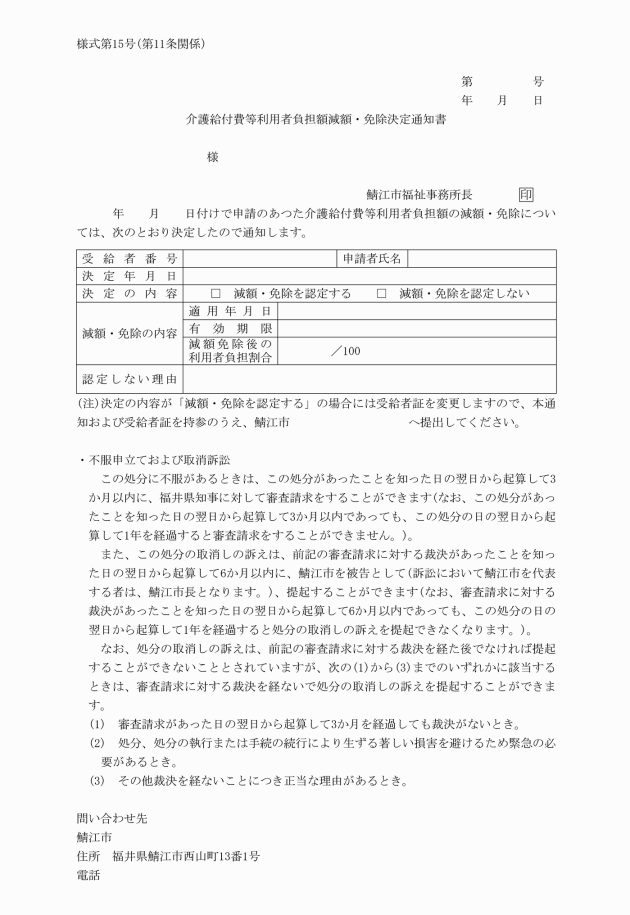 様式第15号(第11条関係)
第　　　　　号
年　　月　　日
介護給付費等利用者負担額減額・免除決定通知書
様
鯖江市福祉事務所長　　　　印
年　　月　　日付けで申請のあつた介護給付費等利用者負担額の減額・免除につい
ては、次のとおり決定したので通知します。
受給者番号　　　　申請者氏名
決定年月日
決定の内容　　□　減額・免除を認定する　　□　減額・免除を認定しない
減額・免除の内容　適用年月日
有効期限
減額免除後の
利用者負担割合　　　　／100
認定しない理由
(注)決定の内容が「減額・免除を認定する」の場合には受給者証を変更しますので、本通
知および受給者証を持参のうえ、鯖江市　　　　　　　　　　へ提出してください。
・不服申立ておよび取消訴訟
この処分に不服があるときは、この処分があったことを知った日の翌日から起算して3
か月以内に、福井県知事に対して審査請求をすることができます(なお、この処分があっ
たことを知った日の翌日から起算して3か月以内であっても、この処分の日の翌日から起
算して1年を経過すると審査請求をすることができません。)。
また、この処分の取消しの訴えは、前記の審査請求に対する裁決があったことを知っ
た日の翌日から起算して6か月以内に、鯖江市を被告として(訴訟において鯖江市を代表
する者は、鯖江市長となります。)、提起することができます(なお、審査請求に対する
裁決があったことを知った日の翌日から起算して6か月以内であっても、この処分の日の
翌日から起算して1年を経過すると処分の取消しの訴えを提起できなくなります。)。
なお、処分の取消しの訴えは、前記の審査請求に対する裁決を経た後でなければ提起
することができないこととされていますが、次の(1)から(3)までのいずれかに該当する
ときは、審査請求に対する裁決を経ないで処分の取消しの訴えを提起することができま
す。
(1)　審査請求があった日の翌日から起算して3か月を経過しても裁決がないとき。
(2)　処分、処分の執行または手続の続行により生ずる著しい損害を避けるため緊急の必
要があるとき。
(3)　その他裁決を経ないことにつき正当な理由があるとき。
問い合わせ先
鯖江市
住所　福井県鯖江市西山町13番1号
電話